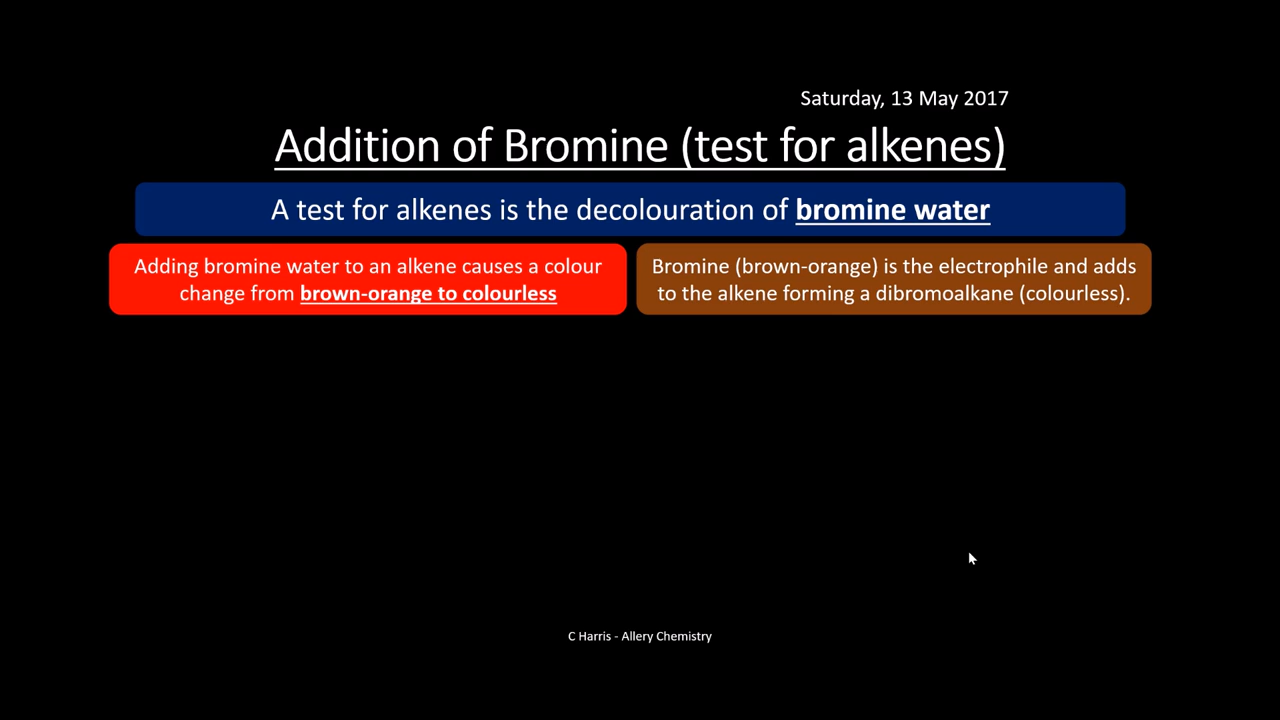 Saturday, 13 May 2017
Addition of Bromine (test for alkenes)
A test for alkenes is the decolouration of bromine water
Adding bromine water to an alkene causes a colour
change from brown-orange to colourless
Bromine (brown-orange) is the electrophile and adds
to the alkene forming a dibromoalkane (colourless).
C Harris - Allery Chemistry